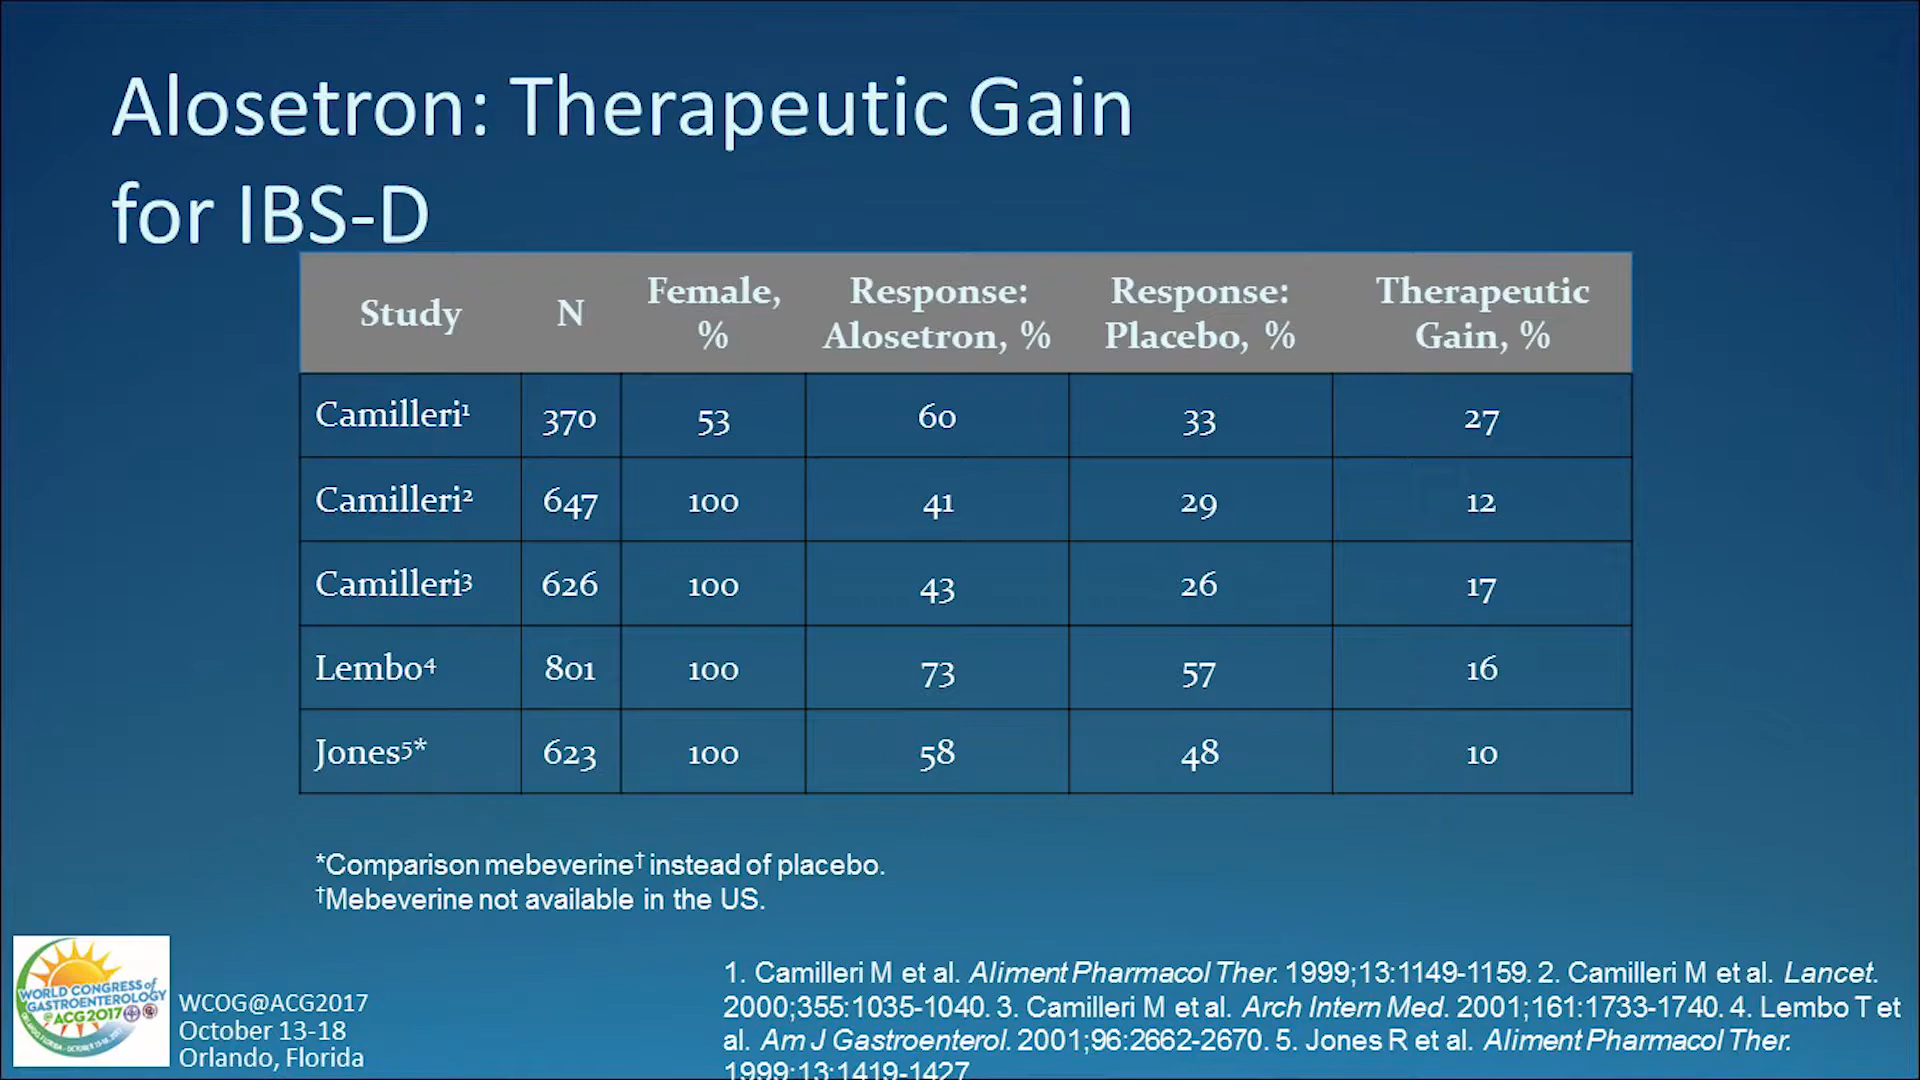 Alosetron: Therapeutic Gain
for IBS-D
Study N Female, % Response: Alosetron, % Response: Placebo, % Therapeutic Gain, %
Camilleri¹ 370 53 60 33 27
Camilleri² 647 100 41 29 12
Camilleri³ 626 100 43 26 17
Lembo⁴ 801 100 73 57 16
Jones⁵* 623 100 58 48 10
*Comparison mebeverine† instead of placebo.
†Mebeverine not available in the US.
WORLD CONGRESS of
GASTROENTEROLOGY
@ACG2017
WCOG@ACG2017
October 13-18
Orlando, Florida
1. Camilleri M et al. Aliment Pharmacol Ther. 1999;13:1149-1159. 2. Camilleri M et al. Lancet.
2000;355:1035-1040. 3. Camilleri M et al. Arch Intern Med. 2001;161:1733-1740. 4. Lembo T et
al. Am J Gastroenterol. 2001;96:2662-2670. 5. Jones R et al. Aliment Pharmacol Ther.
1999;13:1419-1427